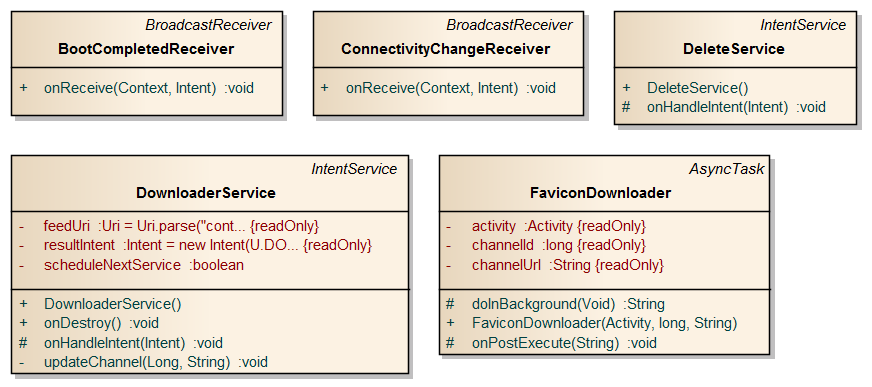 BroadcastReceiver
BootCompletedReceiver
+ onReceive(Context, Intent) :void
BroadcastReceiver
ConnectivityChangeReceiver
+ onReceive(Context, Intent) :void
IntentService
DeleteService
+ DeleteService()
# onHandleIntent(Intent) :void
IntentService
DownloaderService
- feedUri :Uri = Uri.parse("cont... {readOnly}
- resultIntent :Intent = new Intent(U.DO... {readOnly}
- scheduleNextService :boolean
+ DownloaderService()
+ onDestroy() :void
# onHandleIntent(Intent) :void
- updateChannel(Long, String) :void
AsyncTask
FaviconDownloader
- activity :Activity {readOnly}
- channelId :long {readOnly}
- channelUrl :String {readOnly}
# doInBackground(Void) :String
+ FaviconDownloader(Activity, long, String)
# onPostExecute(String) :void